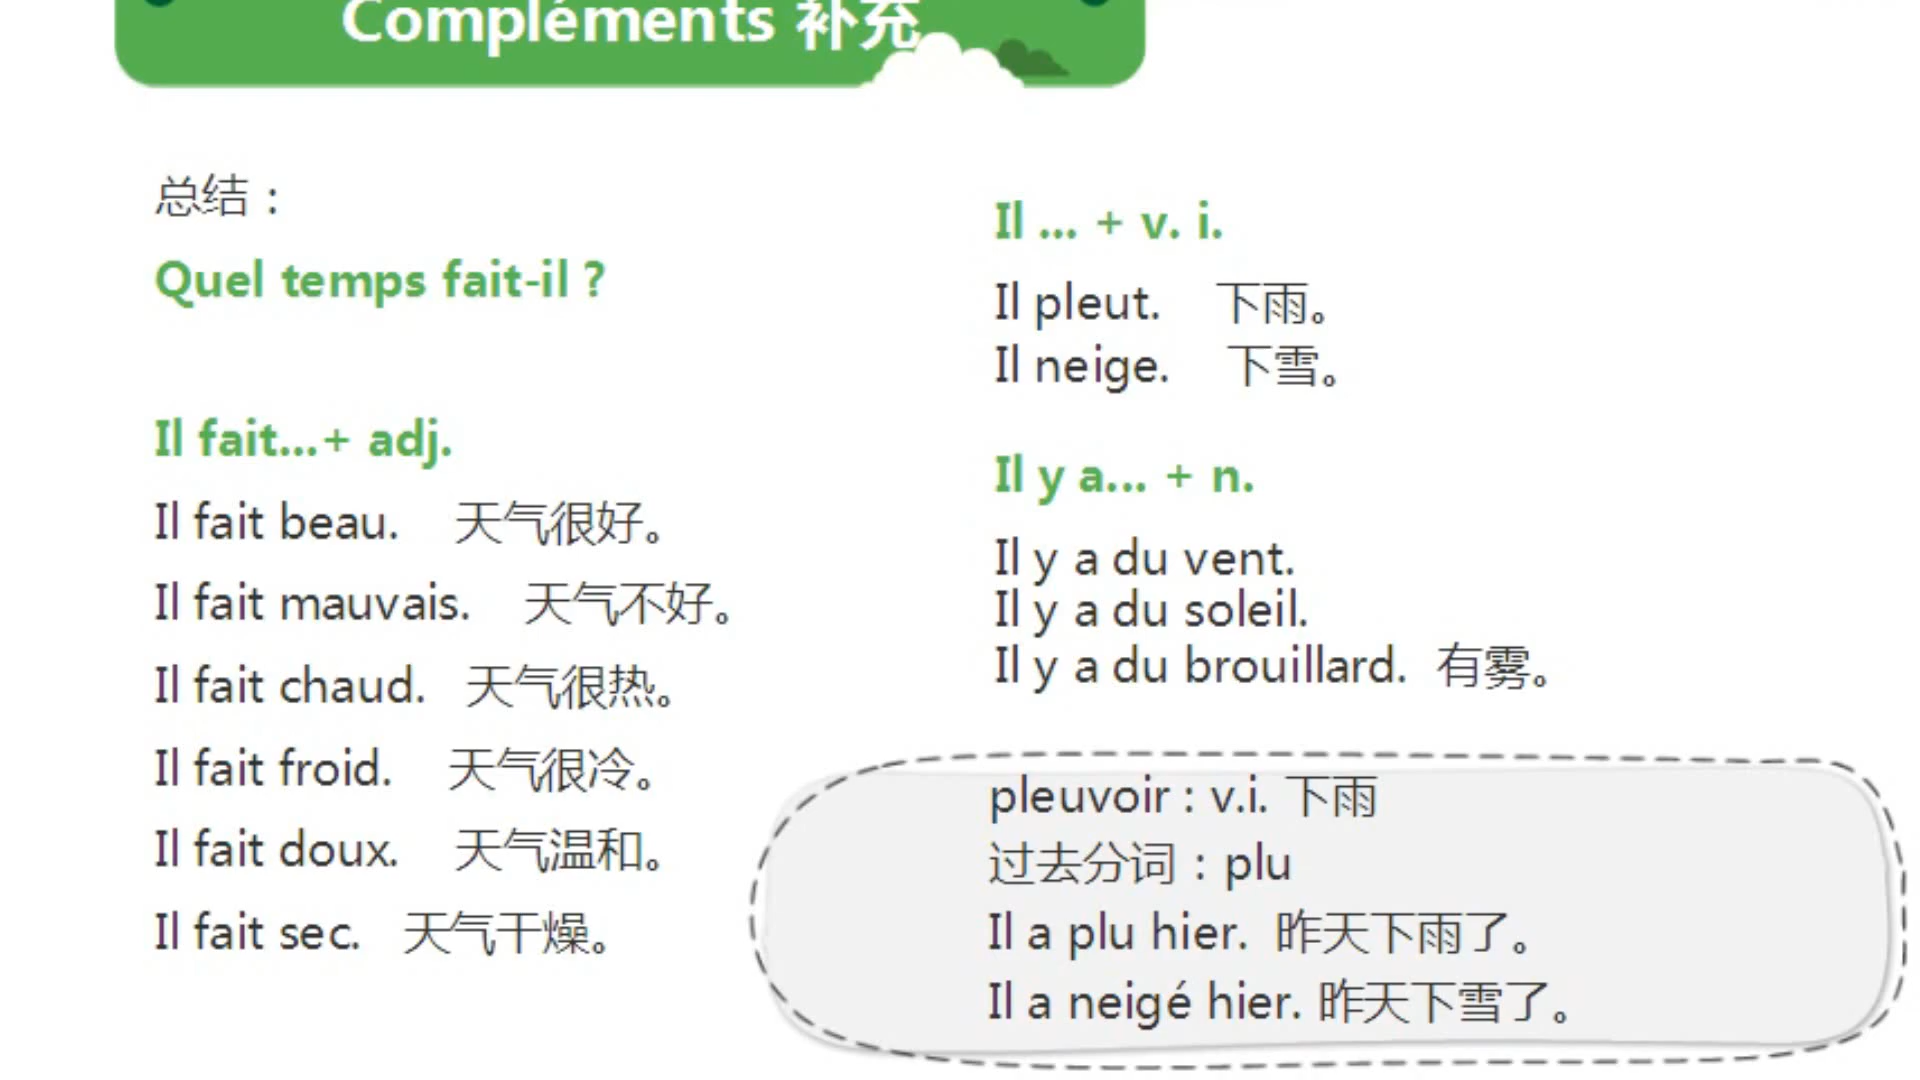 Compléments 补充
总结：
Quel temps fait-il ?
Il fait...+ adj.
Il fait beau. 天气很好。
Il fait mauvais. 天气不好。
Il fait chaud. 天气很热。
Il fait froid. 天气很冷。
Il fait doux. 天气温和。
Il fait sec. 天气干燥。
Il ... + v. i.
Il pleut. 下雨。
Il neige. 下雪。
Il y a... + n.
Il y a du vent.
Il y a du soleil.
Il y a du brouillard. 有雾。
pleuvoir : v.i. 下雨
过去分词：plu
Il a plu hier. 昨天下雨了。
Il a neigé hier. 昨天下雪了。